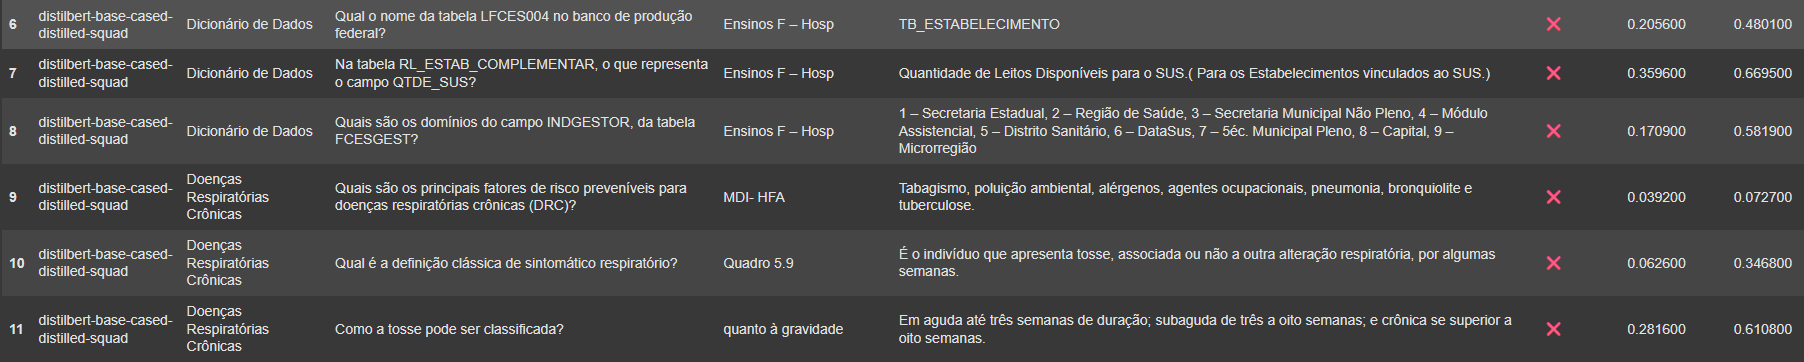 6 distilbert-base-cased-distilled-squad Dicionário de Dados Qual o nome da tabela LFCES004 no banco de produção federal? Ensinos F – Hosp TB_ESTABELECIMENTO ❌ 0.205600 0.480100
7 distilbert-base-cased-distilled-squad Dicionário de Dados Na tabela RL_ESTAB_COMPLEMENTAR, o que representa o campo QTDE_SUS? Ensinos F – Hosp Quantidade de Leitos Disponíveis para o SUS.( Para os Estabelecimentos vinculados ao SUS.) ❌ 0.359600 0.669500
8 distilbert-base-cased-distilled-squad Dicionário de Dados Quais são os domínios do campo INDGESTOR, da tabela FCESGEST? Ensinos F – Hosp 1 – Secretaria Estadual, 2 – Região de Saúde, 3 – Secretaria Municipal Não Pleno, 4 – Módulo Assistencial, 5 – Distrito Sanitário, 6 – DataSus, 7 – 5éc. Municipal Pleno, 8 – Capital, 9 – Microrregião ❌ 0.170900 0.581900
9 distilbert-base-cased-distilled-squad Doenças Respiratórias Crônicas Quais são os principais fatores de risco preveníveis para doenças respiratórias crônicas (DRC)? MDI- HFA Tabagismo, poluição ambiental, alérgenos, agentes ocupacionais, pneumonia, bronquiolite e tuberculose. ❌ 0.039200 0.072700
10 distilbert-base-cased-distilled-squad Doenças Respiratórias Crônicas Qual é a definição clássica de sintomático respiratório? Quadro 5.9 É o indivíduo que apresenta tosse, associada ou não a outra alteração respiratória, por algumas semanas. ❌ 0.062600 0.346800
11 distilbert-base-cased-distilled-squad Doenças Respiratórias Crônicas Como a tosse pode ser classificada? quanto à gravidade Em aguda até três semanas de duração; subaguda de três a oito semanas; e crônica se superior a oito semanas. ❌ 0.281600 0.610800